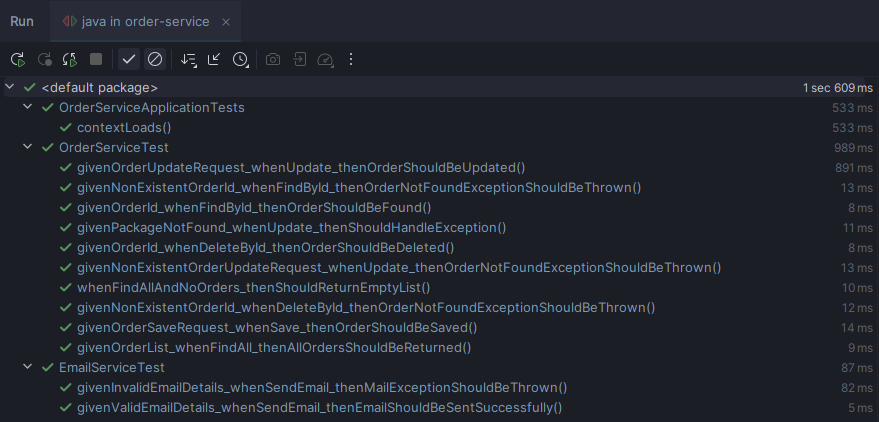 Run java in order-service
<default package> 1 sec 609 ms
OrderServiceApplicationTests 533 ms
contextLoads() 533 ms
OrderServiceTest 989 ms
givenOrderUpdateRequest_whenUpdate_thenOrderShouldBeUpdated() 891 ms
givenNonExistentOrderId_whenFindById_thenOrderNotFoundExceptionShouldBeThrown() 13 ms
givenOrderId_whenFindById_thenOrderShouldBeFound() 8 ms
givenPackageNotFound_whenUpdate_thenShouldHandleException() 11 ms
givenOrderId_whenDeleteById_thenOrderShouldBeDeleted() 8 ms
givenNonExistentOrderUpdateRequest_whenUpdate_thenOrderNotFoundExceptionShouldBeThrown() 13 ms
whenFindAllAndNoOrders_thenShouldReturnEmptyList() 10 ms
givenNonExistentOrderId_whenDeleteById_thenOrderNotFoundExceptionShouldBeThrown() 12 ms
givenOrderSaveRequest_whenSave_thenOrderShouldBeSaved() 14 ms
givenOrderList_whenFindAll_thenAllOrdersShouldBeReturned() 9 ms
EmailServiceTest 87 ms
givenInvalidEmailDetails_whenSendEmail_thenMailExceptionShouldBeThrown() 82 ms
givenValidEmailDetails_whenSendEmail_thenEmailShouldBeSentSuccessfully() 5 ms